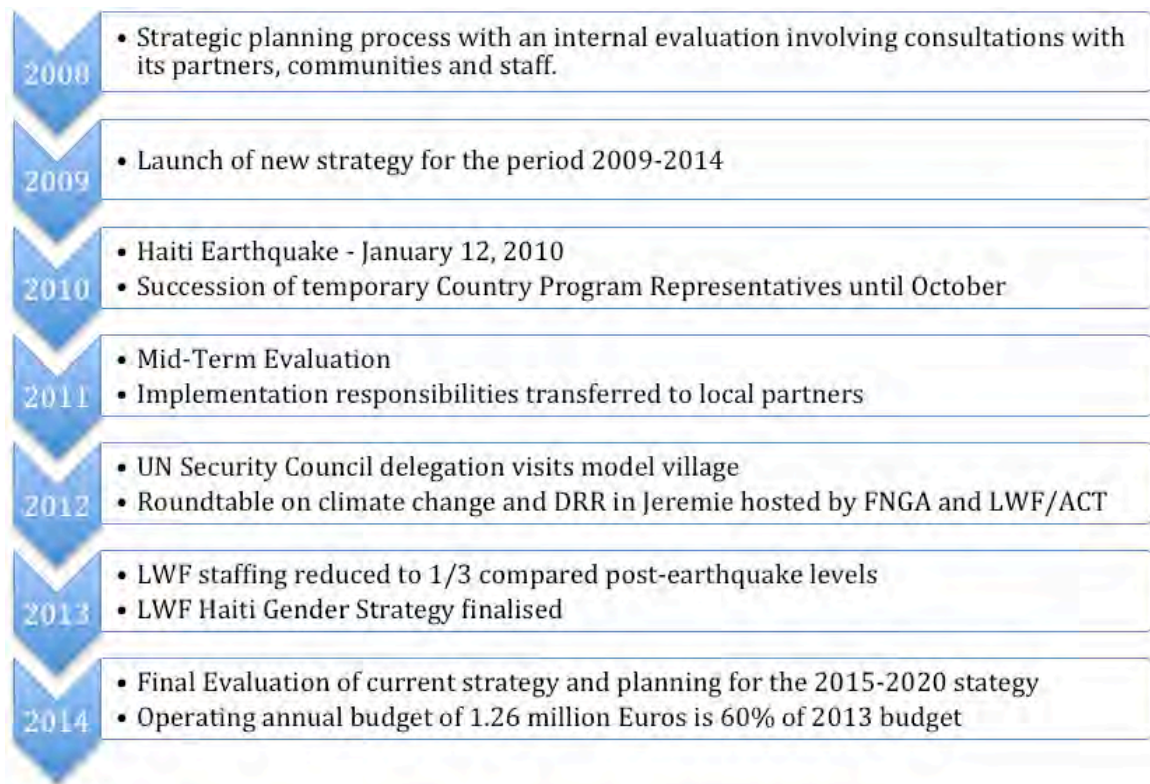 2008
• Strategic planning process with an internal evaluation involving consultations with
its partners, communities and staff.
2009
• Launch of new strategy for the period 2009-2014
2010
• Haiti Earthquake - January 12, 2010
• Succession of temporary Country Program Representatives until October
2011
• Mid-Term Evaluation
• Implementation responsibilities transferred to local partners
2012
• UN Security Council delegation visits model village
• Roundtable on climate change and DRR in Jeremie hosted by FNGA and LWF/ACT
2013
• LWF staffing reduced to 1/3 compared post-earthquake levels
• LWF Haiti Gender Strategy finalised
2014
• Final Evaluation of current strategy and planning for the 2015-2020 stategy
• Operating annual budget of 1.26 million Euros is 60% of 2013 budget